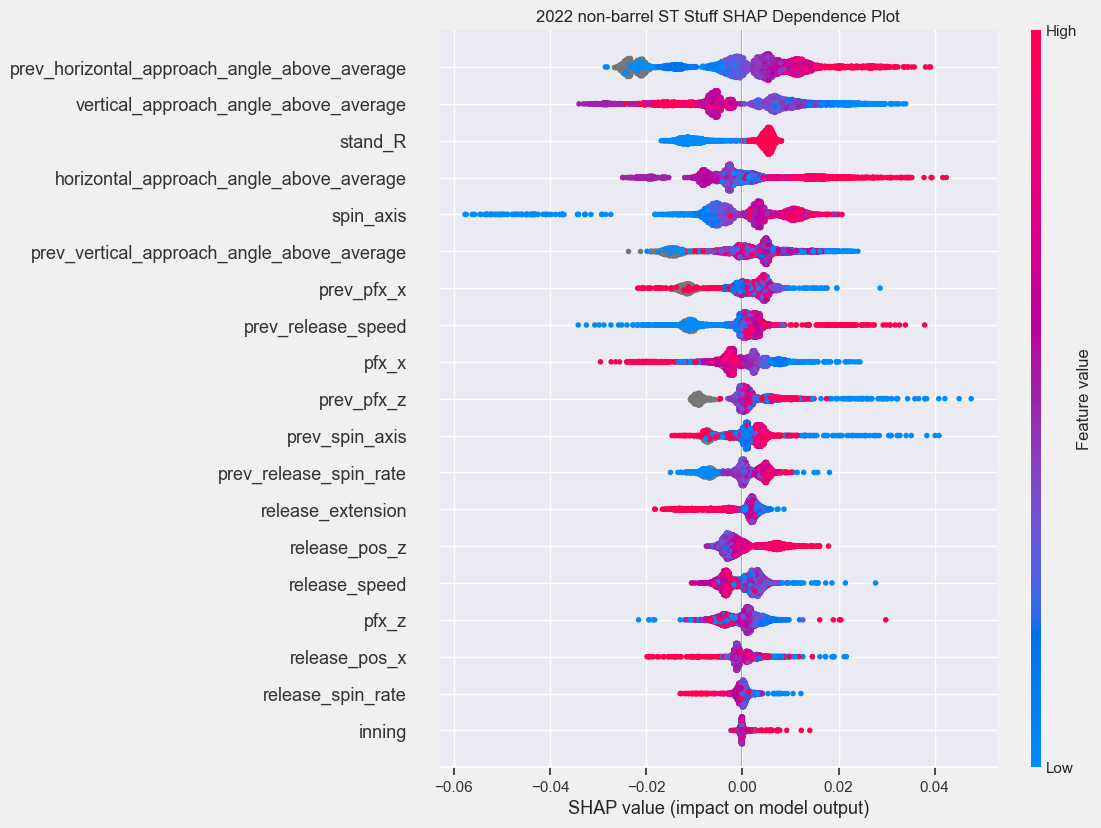 2022 non-barrel ST Stuff SHAP Dependence Plot
High
prev_horizontal_approach_angle_above_average
vertical_approach_angle_above_average
stand_R
horizontal_approach_angle_above_average
spin_axis
prev_vertical_approach_angle_above_average
prev_pfx_x
prev_release_speed
pfx_x
prev_pfx_z
prev_spin_axis
prev_release_spin_rate
release_extension
release_pos_z
release_speed
pfx_z
release_pos_x
release_spin_rate
inning
Feature value
Low
−0.06 −0.04 −0.02 0.00 0.02 0.04
SHAP value (impact on model output)